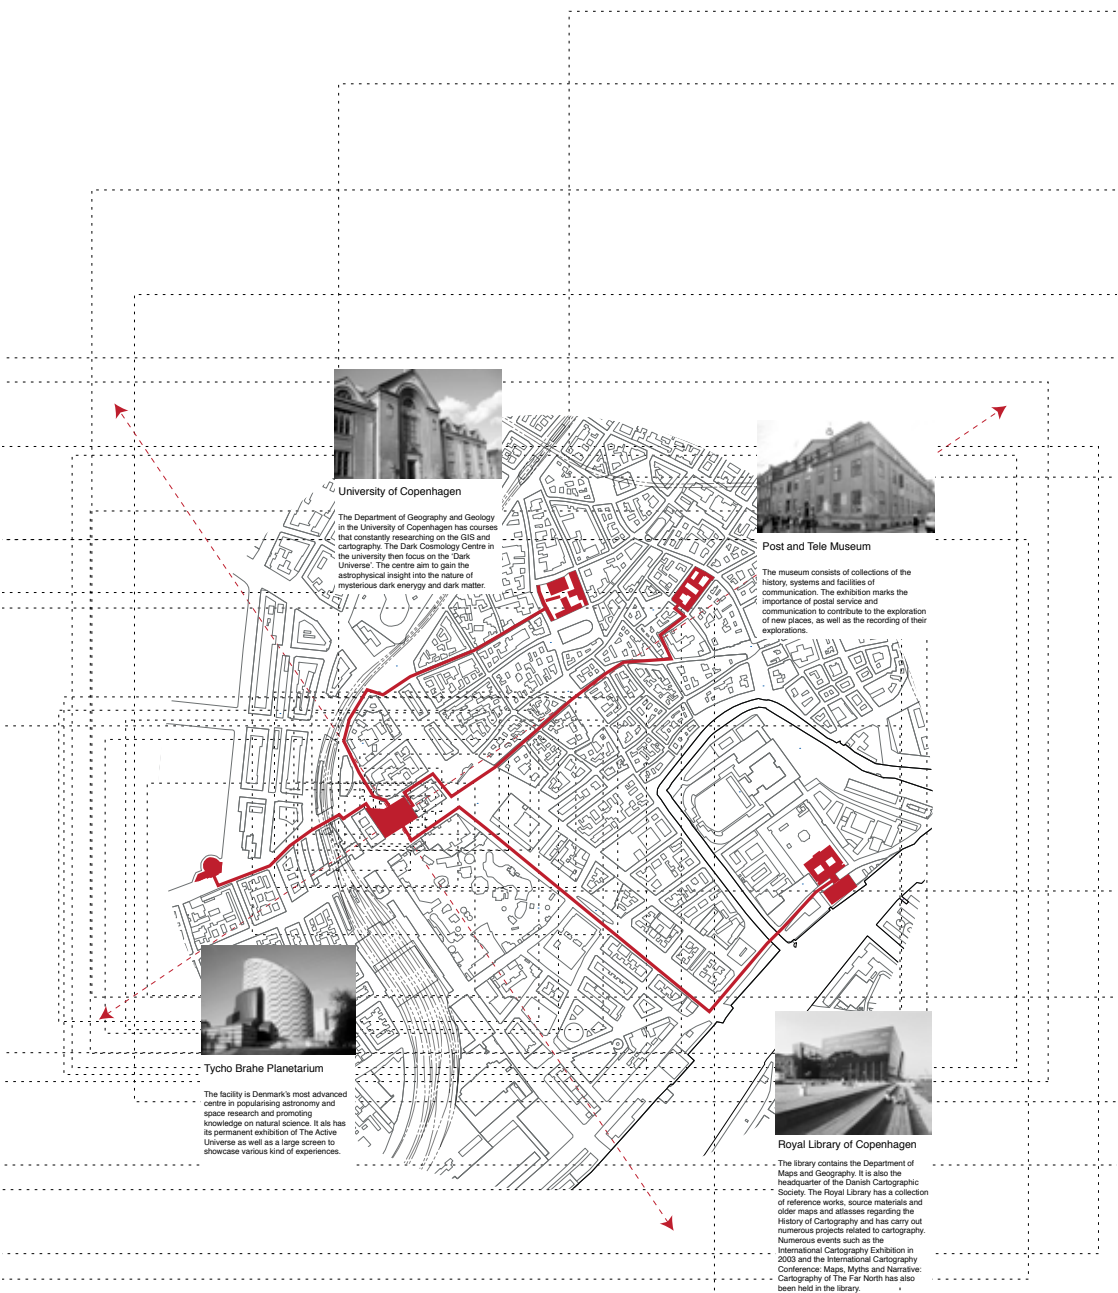 University of Copenhagen
The Department of Geography and Geology
in the University of Copenhagen has courses
that constantly researching on the GIS and
cartography. The Dark Cosmology Centre in
the university then focus on the 'Dark
Universe'. The centre aim to gain the
astrophysical insight into the nature of
mysterious dark enerygy and dark matter.
Post and Tele Museum
The museum consists of collections of the
history, systems and facilities of
communication. The exhibition marks the
importance of postal service and
communication to contribute to the exploration
of new places, as well as the recording of their
explorations.
Tycho Brahe Planetarium
The facility is Denmark's most advanced
centre in popularising astronomy and
space research and promoting
knowledge on natural science. It als has
its permanent exhibition of The Active
Universe as well as a large screen to
showcase various kind of experiences.
Royal Library of Copenhagen
The library contains the Department of
Maps and Geography. It is also the
headquarter of the Danish Cartographic
Society. The Royal Library has a collection
of reference works, source materials and
older maps and atlasses regarding the
History of Cartography and has carry out
numerous projects related to cartography.
Numerous events such as the
International Cartography Exhibition in
2003 and the International Cartography
Conference: Maps, Myths and Narrative:
Cartography of The Far North has also
been held in the library.